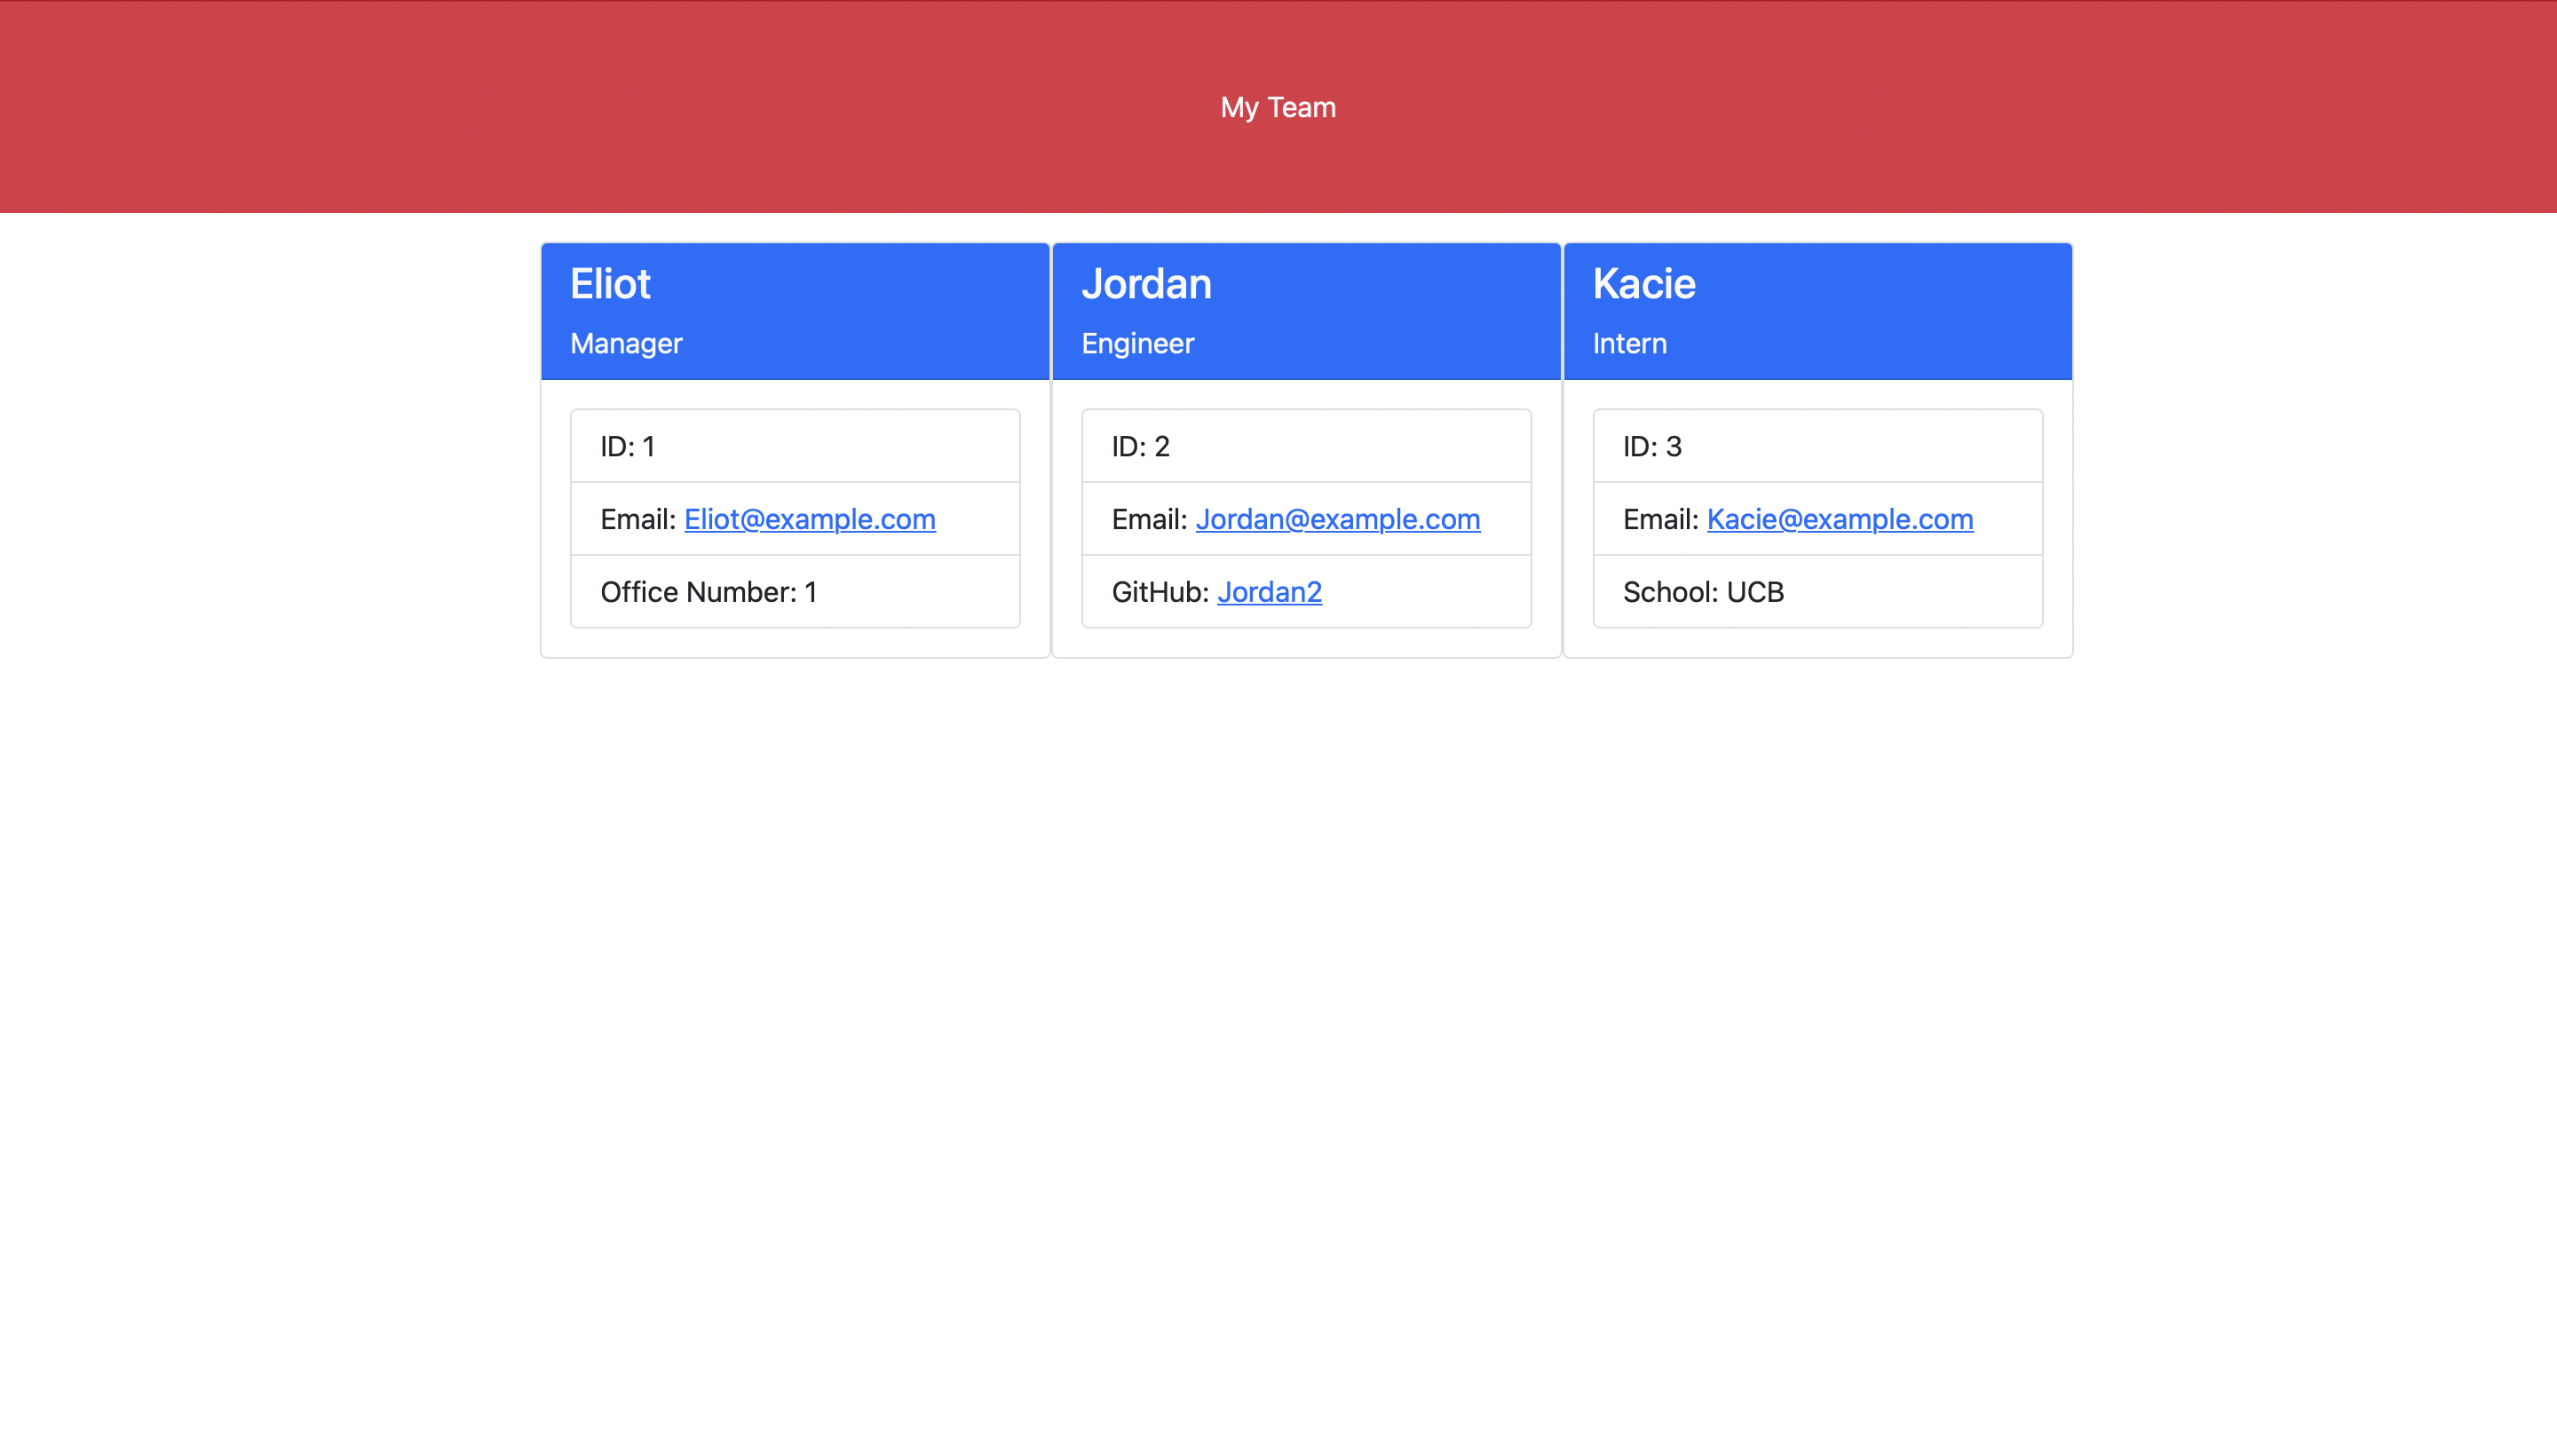 My Team
Eliot
Manager
ID: 1
Email: Eliot@example.com
Office Number: 1
Jordan
Engineer
ID: 2
Email: Jordan@example.com
GitHub: Jordan2
Kacie
Intern
ID: 3
Email: Kacie@example.com
School: UCB